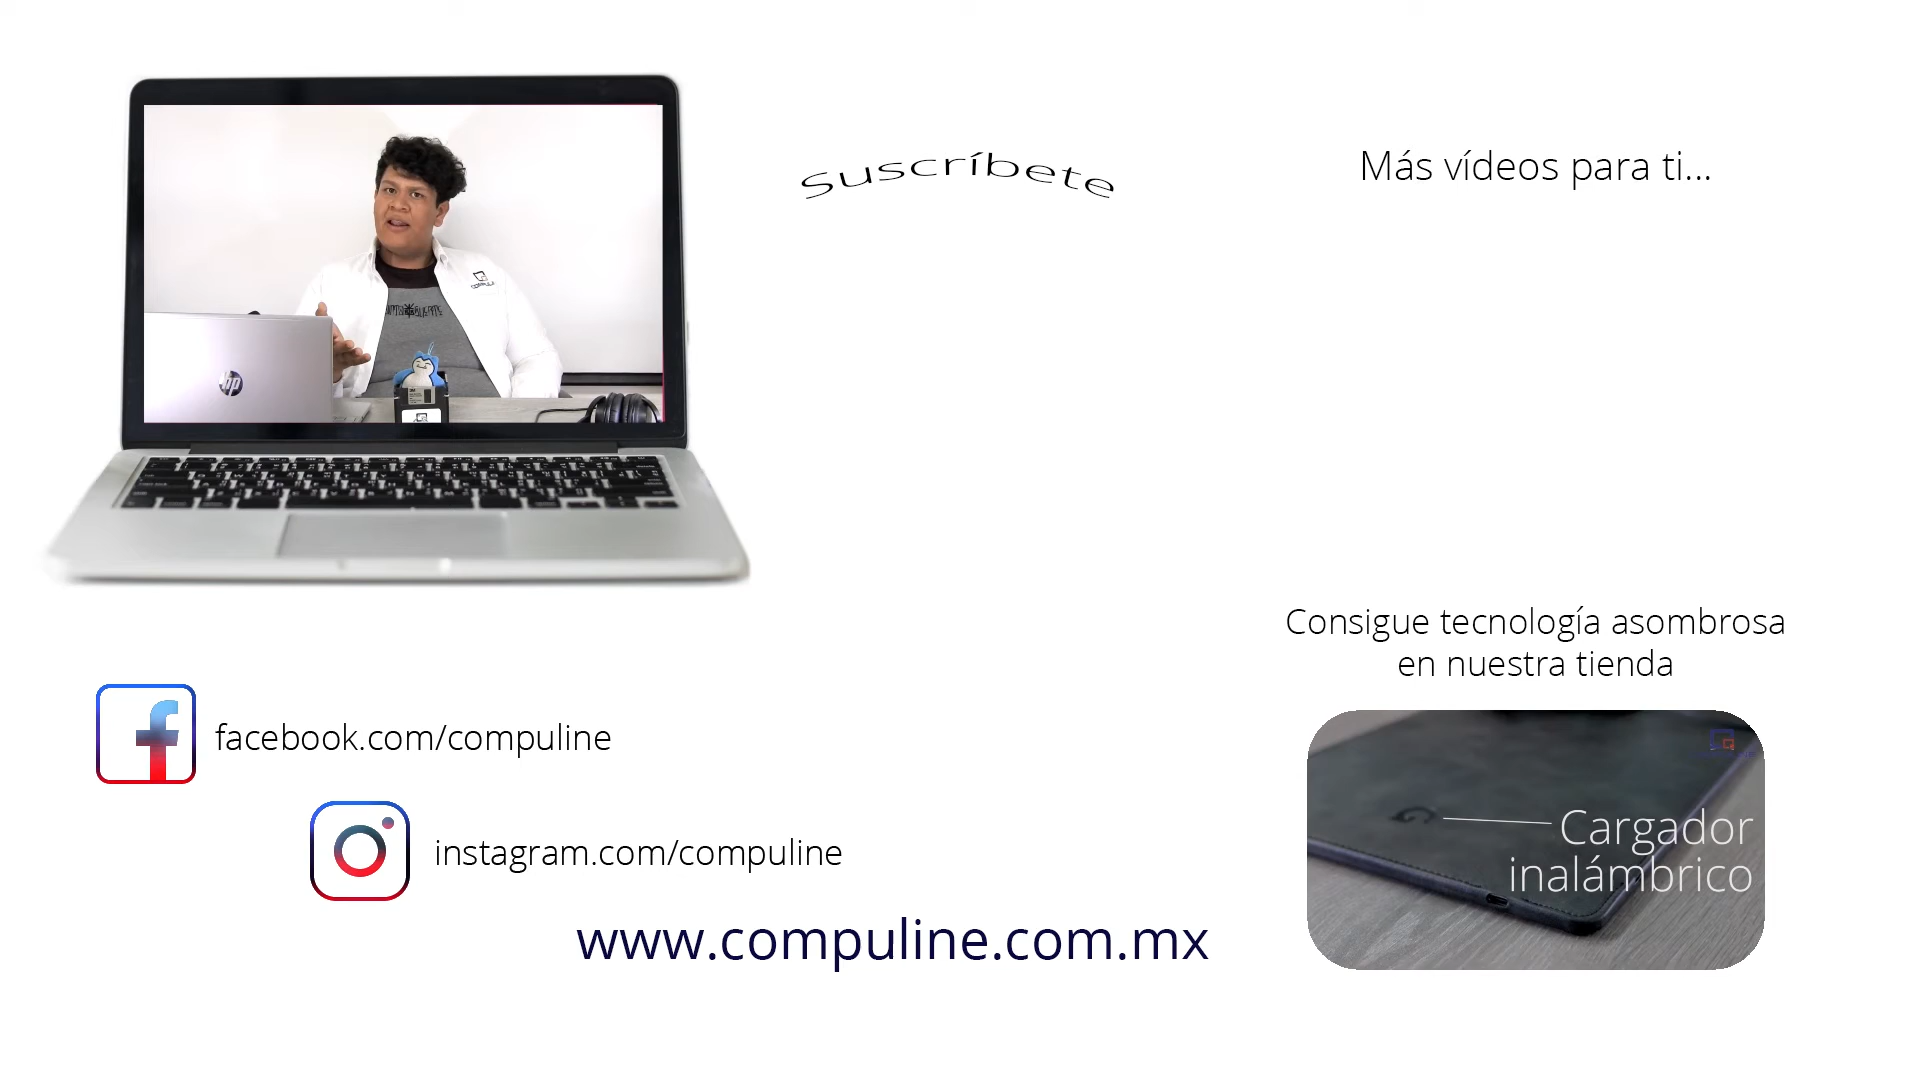 Suscríbete
Más vídeos para ti...
hp
Consigue tecnología asombrosa
en nuestra tienda
facebook.com/compuline
Cargador
inalámbrico
instagram.com/compuline
www.compuline.com.mx